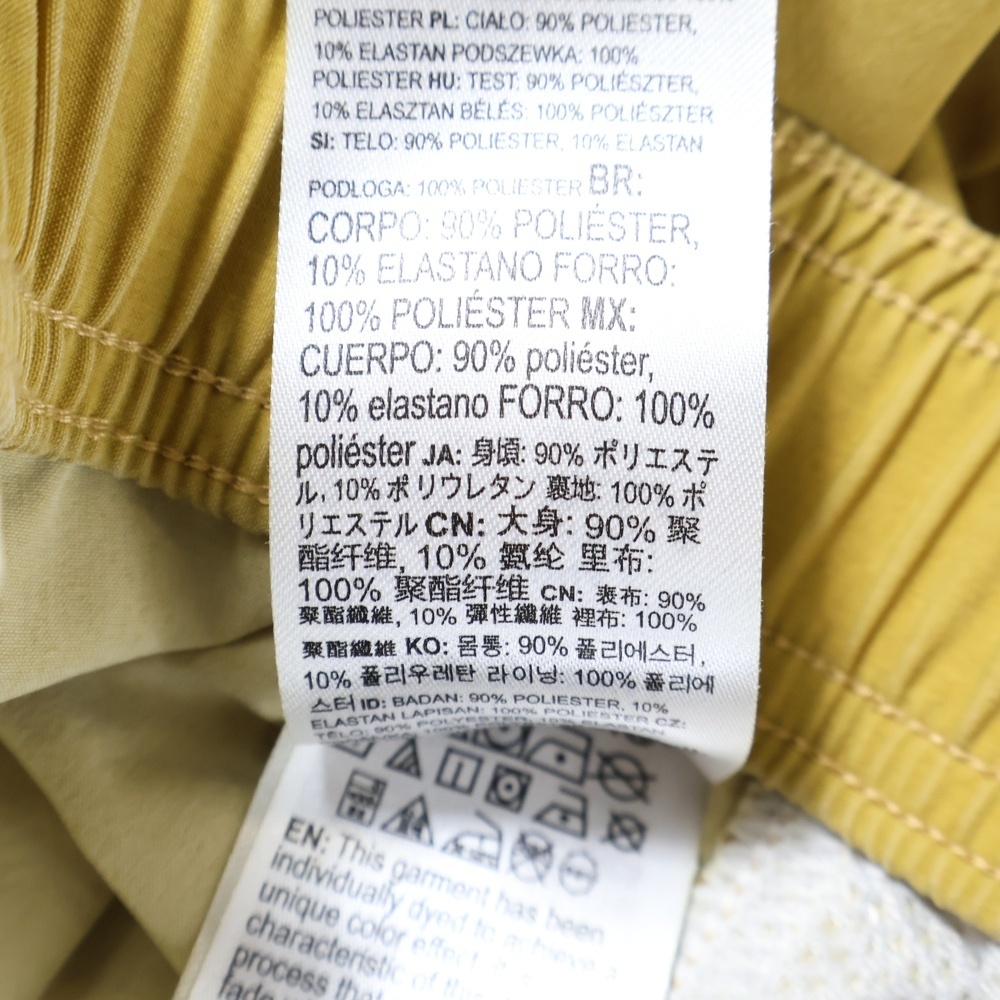 POLIESTER PL: CIAŁO: 90% POLIESTER,
10% ELASTAN PODSZEWKA: 100%
POLIESTER HU: TEST: 90% POLIÉSZTER,
10% ELASZTAN BÉLÉS: 100% POLIÉSZTER
SI: TELO: 90% POLIESTER, 10% ELASTAN
PODLOGA: 100% POLIESTER BR:
CORPO: 90% POLIÉSTER,
10% ELASTANO FORRO:
100% POLIÉSTER MX:
CUERPO: 90% poliéster,
10% elastano FORRO: 100%
poliéster JA: 身頃: 90% ポリエステ
ル, 10% ポリウレタン 裏地: 100% ポ
リエステル CN: 大身: 90% 聚
酯纤维, 10% 氨纶 里布:
100% 聚酯纤维 CN: 表布: 90%
聚酯纖維, 10% 彈性纖維 裡布: 100%
聚酯纖維 KO: 몸통: 90% 폴리에스터,
10% 폴리우레탄 라이닝: 100% 폴리에
스터 ID: BADAN: 90% POLIESTER, 10%
ELASTAN LAPISAN: 100% POLIESTER CZ:
TĚLO: 90% POLYESTER, 10% ELASTAN
EN: This garment has been
individually dyed to achieve a
unique color effect.
characteristic of this
process that